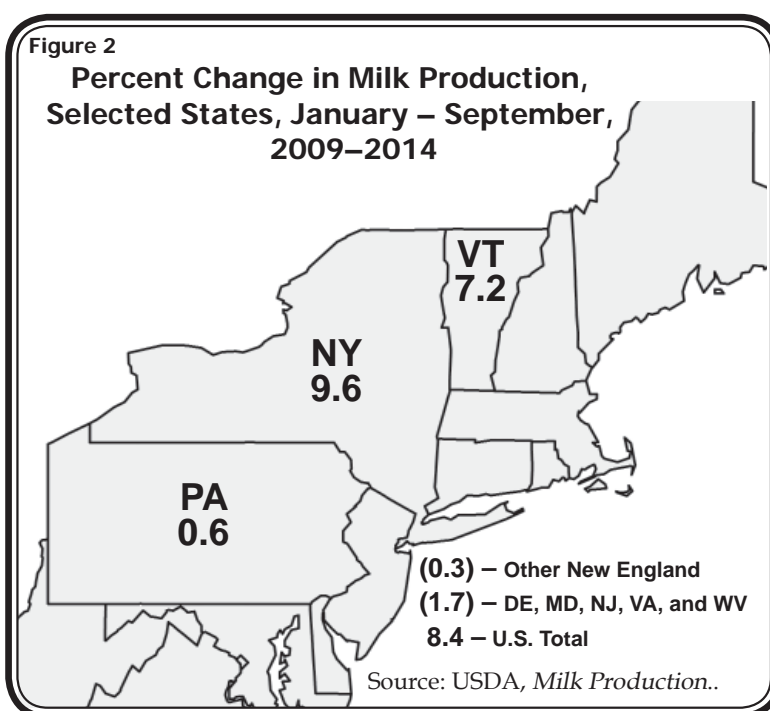 Figure 2
Percent Change in Milk Production,
Selected States, January – September,
2009–2014
VT
7.2
NY
9.6
PA
0.6
(0.3) – Other New England
(1.7) – DE, MD, NJ, VA, and WV
8.4 – U.S. Total
Source: USDA, Milk Production..